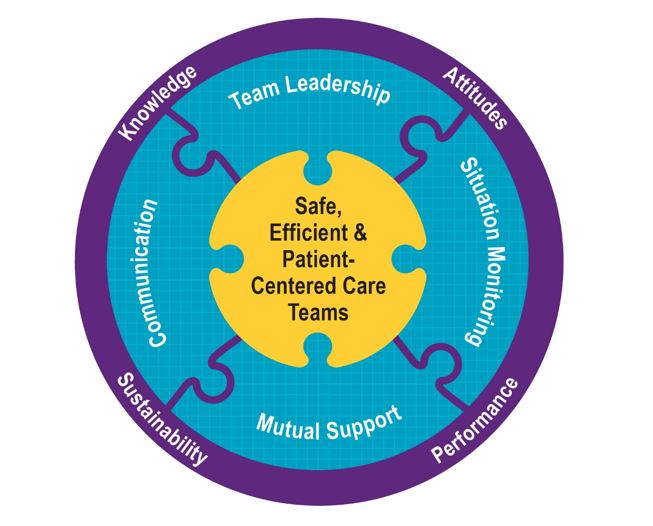 Knowledge
Attitudes
Team Leadership
Communication
Situation Monitoring
Safe,
Efficient &
Patient-
Centered Care
Teams
Mutual Support
Sustainability
Performance